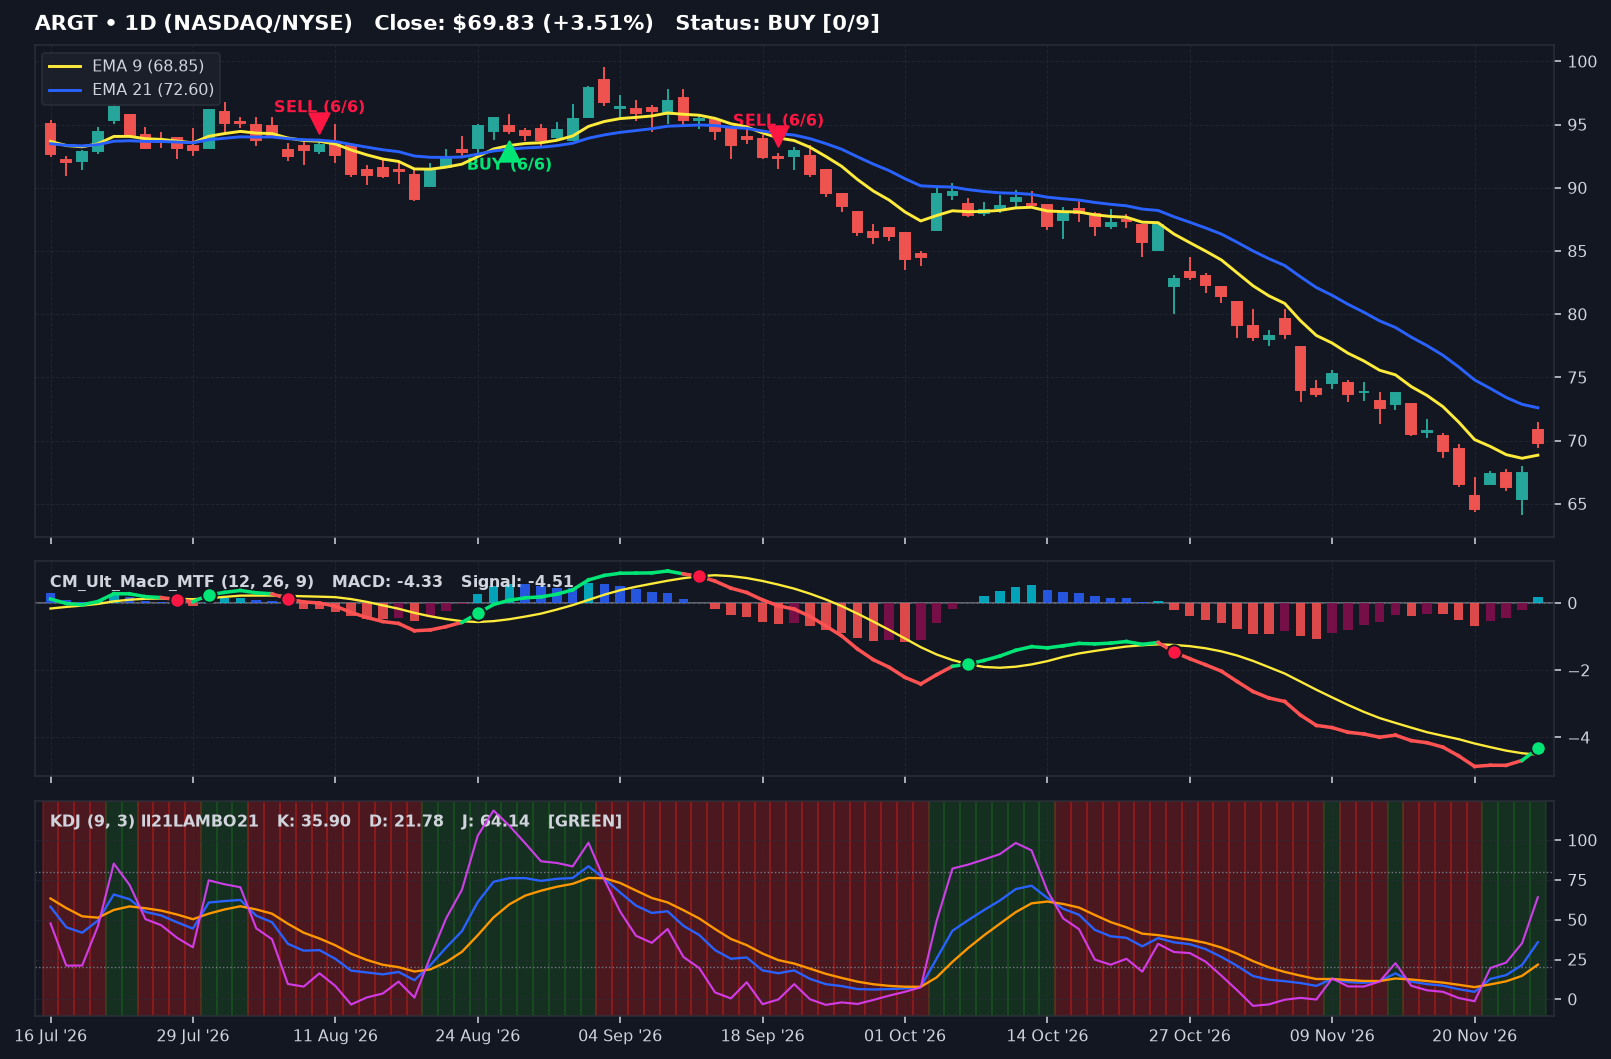 ARGT • 1D (NASDAQ/NYSE)   Close: $69.83 (+3.51%)   Status: BUY [0/9]
EMA 9 (68.85)
EMA 21 (72.60)
SELL (6/6)
BUY (6/6)
SELL (6/6)
100
95
90
85
80
75
70
65
CM_Ult_MacD_MTF (12, 26, 9)   MACD: -4.33   Signal: -4.51
0
−2
−4
KDJ (9, 3) II21LAMBO21   K: 35.90   D: 21.78   J: 64.14   [GREEN]
100
75
50
25
0
16 Jul '26
29 Jul '26
11 Aug '26
24 Aug '26
04 Sep '26
18 Sep '26
01 Oct '26
14 Oct '26
27 Oct '26
09 Nov '26
20 Nov '26